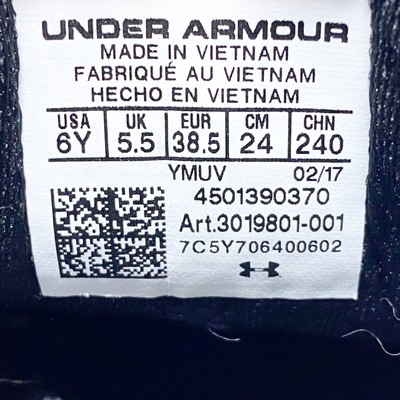 UNDER ARMOUR
MADE IN VIETNAM
FABRIQUÉ AU VIETNAM
HECHO EN VIETNAM
USA UK EUR CM CHN
6Y 5.5 38.5 24 240
YMUV 02/17
4501390370
Art.3019801-001
7C5Y706400602